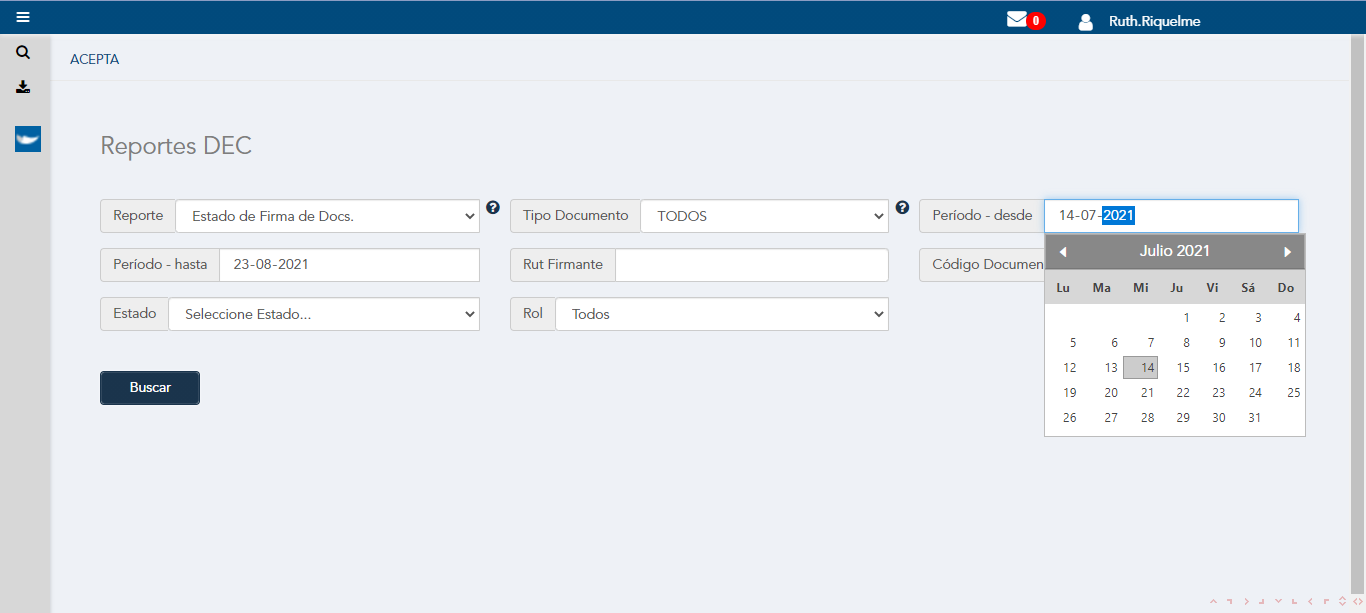 0 Ruth.Riquelme
ACEPTA
Reportes DEC
Reporte Estado de Firma de Docs. Tipo Documento TODOS Período - desde 14-07-2021
Período - hasta 23-08-2021 Rut Firmante Código Documen
Estado Seleccione Estado... Rol Todos
Buscar
Julio 2021
Lu Ma Mi Ju Vi Sá Do
1 2 3 4
5 6 7 8 9 10 11
12 13 14 15 16 17 18
19 20 21 22 23 24 25
26 27 28 29 30 31